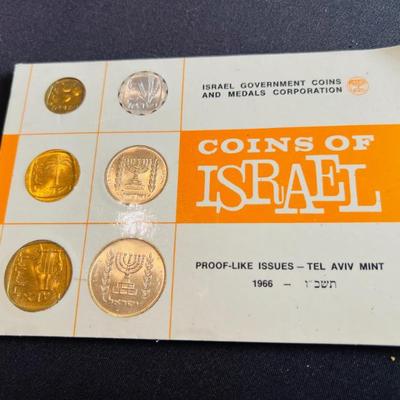 ISRAEL GOVERNMENT COINS
AND MEDALS CORPORATION
COINS OF
ISRAEL
PROOF-LIKE ISSUES – TEL AVIV MINT
1966 – תשכ"ו